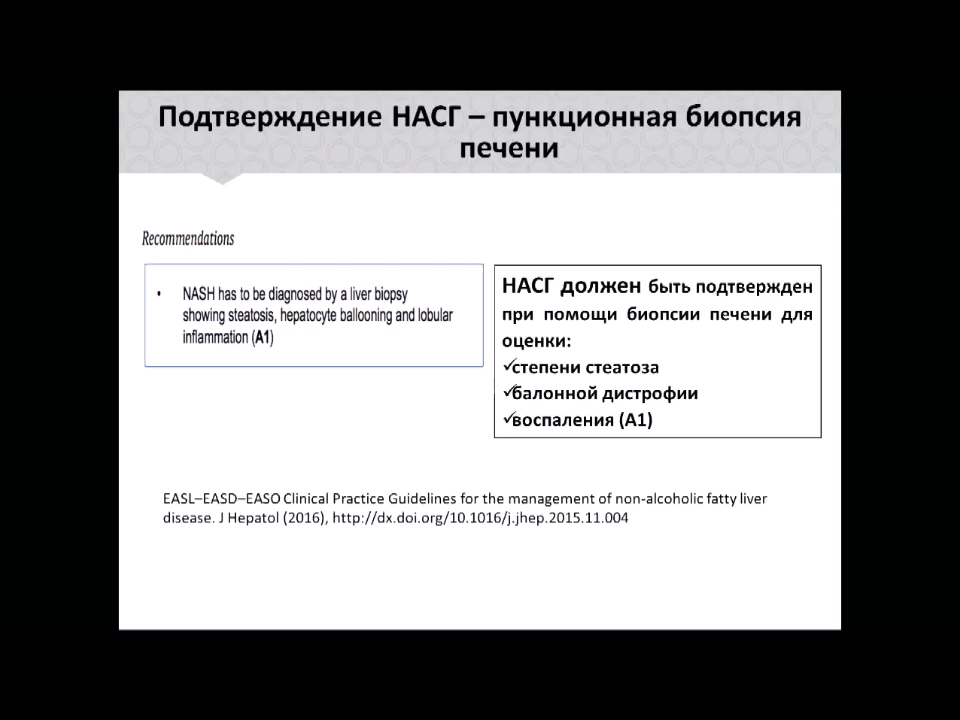 Подтверждение НАСГ – пункционная биопсия
печени
Recommendations
• NASH has to be diagnosed by a liver biopsy
showing steatosis, hepatocyte ballooning and lobular
inflammation (A1)
НАСГ должен быть подтвержден
при помощи биопсии печени для
оценки:
✓степени стеатоза
✓балонной дистрофии
✓воспаления (А1)
EASL–EASD–EASO Clinical Practice Guidelines for the management of non-alcoholic fatty liver
disease. J Hepatol (2016), http://dx.doi.org/10.1016/j.jhep.2015.11.004